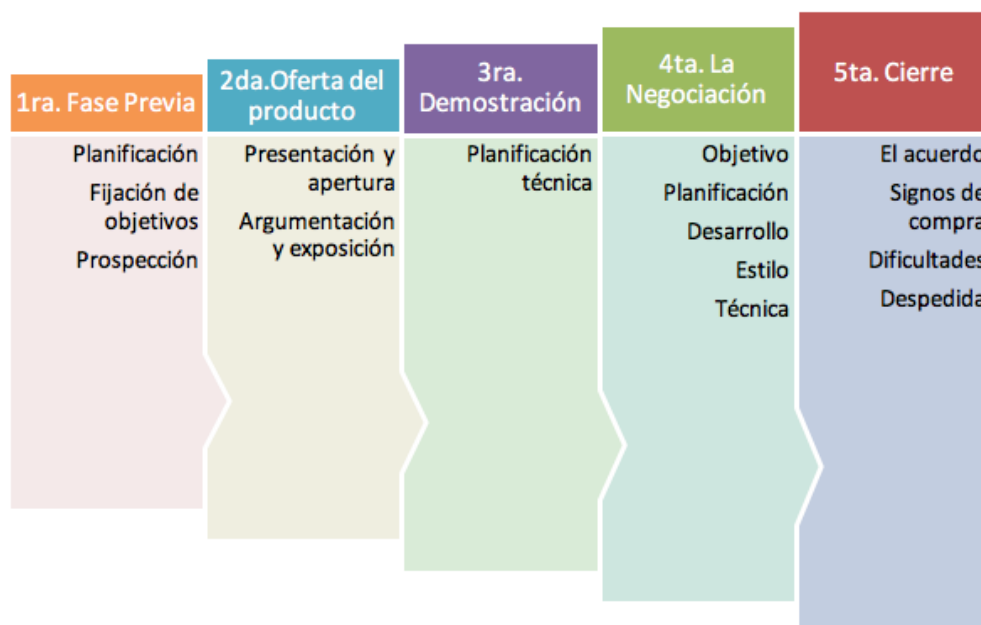 1ra. Fase Previa
Planificación
Fijación de
objetivos
Prospección
2da.Oferta del
producto
Presentación y
apertura
Argumentación
y exposición
3ra.
Demostración
Planificación
técnica
4ta. La
Negociación
Objetivo
Planificación
Desarrollo
Estilo
Técnica
5ta. Cierre
El acuerdo
Signos de
compra
Dificultades
Despedida